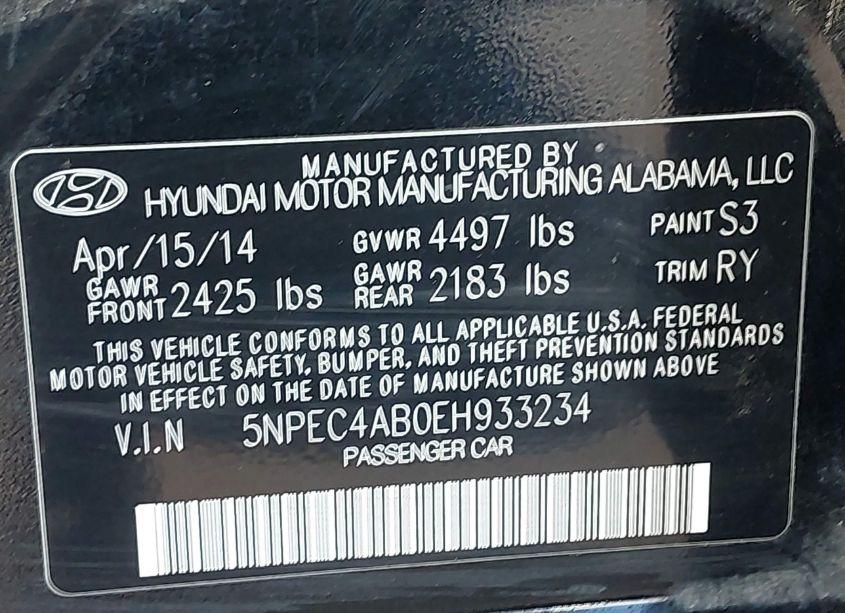 MANUFACTURED BY
HYUNDAI MOTOR MANUFACTURING ALABAMA, LLC
Apr/15/14 GVWR 4497 lbs PAINT S3
GAWR FRONT 2425 lbs GAWR REAR 2183 lbs TRIM RY
THIS VEHICLE CONFORMS TO ALL APPLICABLE U.S.A. FEDERAL
MOTOR VEHICLE SAFETY, BUMPER, AND THEFT PREVENTION STANDARDS
IN EFFECT ON THE DATE OF MANUFACTURE SHOWN ABOVE
V.I.N 5NPEC4AB0EH933234
PASSENGER CAR